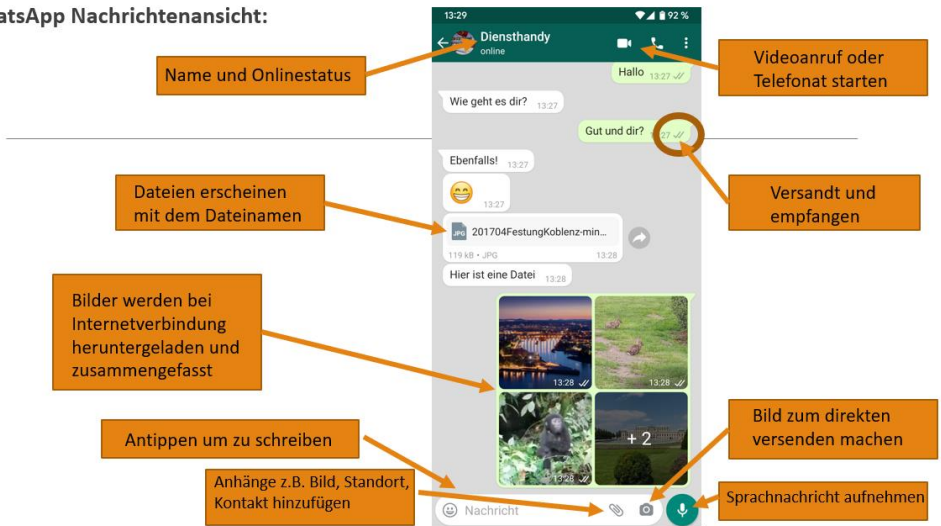 atsApp Nachrichtenansicht:
13:29
92 %
Diensthandy
online
Name und Onlinestatus
Videoanruf oder
Telefonat starten
Hallo 13:27
Wie geht es dir? 13:27
Gut und dir? 13:27
Versandt und
empfangen
Ebenfalls! 13:27
13:27
Dateien erscheinen
mit dem Dateinamen
JPG 201704FestungKoblenz-min...
119 kB • JPG 13:28
Hier ist eine Datei 13:28
Bilder werden bei
Internetverbindung
heruntergeladen und
zusammengefasst
13:28
13:28
13:28
+ 2
Bild zum direkten
versenden machen
Antippen um zu schreiben
Anhänge z.B. Bild, Standort,
Kontakt hinzufügen
Nachricht
Sprachnachricht aufnehmen